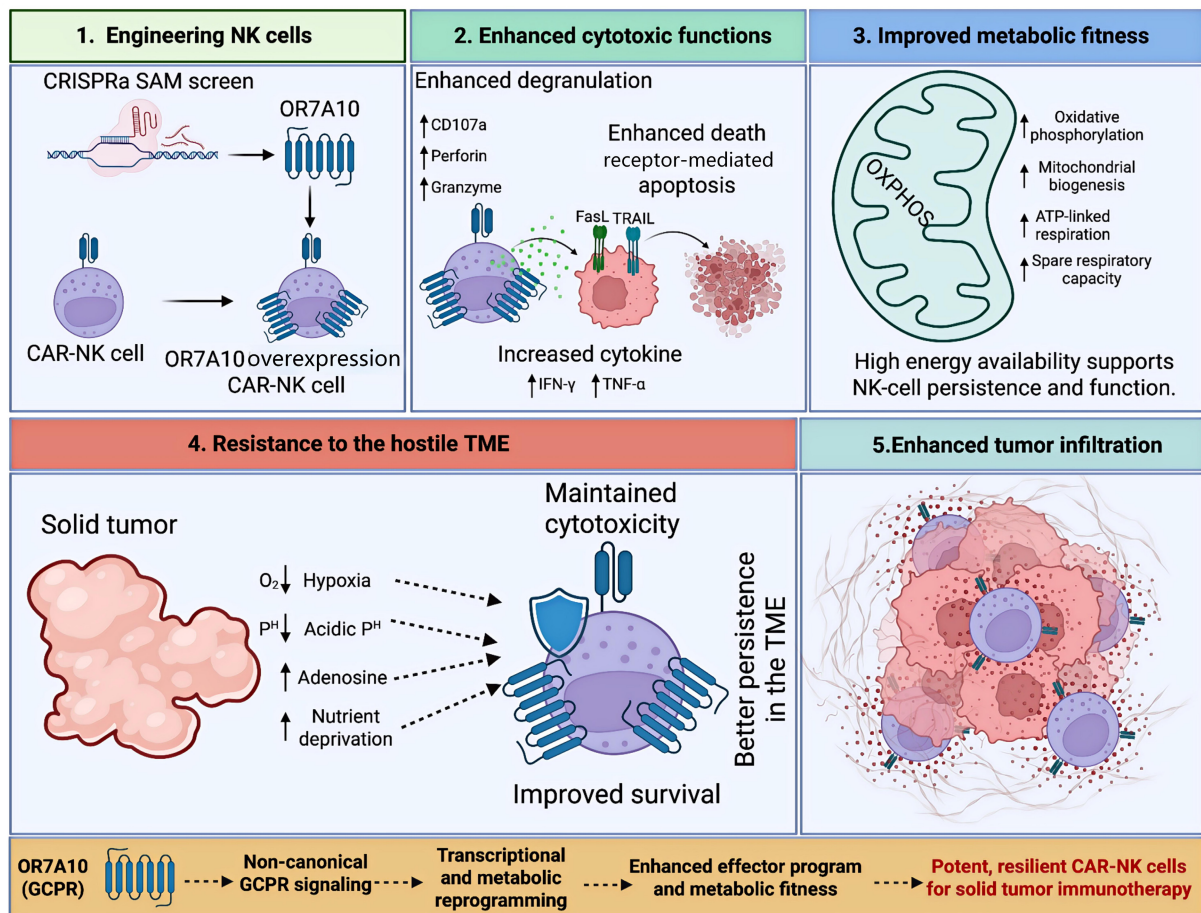 1. Engineering NK cells
CRISPRa SAM screen
OR7A10
CAR-NK cell
OR7A10 overexpression
CAR-NK cell
2. Enhanced cytotoxic functions
Enhanced degranulation
↑ CD107a
↑ Perforin
↑ Granzyme
Enhanced death
receptor-mediated
apoptosis
FasL TRAIL
Increased cytokine
↑ IFN-γ ↑ TNF-α
3. Improved metabolic fitness
OXPHOS
↑ Oxidative
phosphorylation
↑ Mitochondrial
biogenesis
↑ ATP-linked
respiration
↑ Spare respiratory
capacity
High energy availability supports
NK-cell persistence and function.
4. Resistance to the hostile TME
Solid tumor
O₂↓ Hypoxia
Pᴴ↓ Acidic Pᴴ
↑ Adenosine
↑ Nutrient
deprivation
Maintained
cytotoxicity
Improved survival
Better persistence
in the TME
5.Enhanced tumor infiltration
OR7A10
(GCPR)
Non-canonical
GCPR signaling
Transcriptional
and metabolic
reprogramming
Enhanced effector program
and metabolic fitness
Potent, resilient CAR-NK cells
for solid tumor immunotherapy